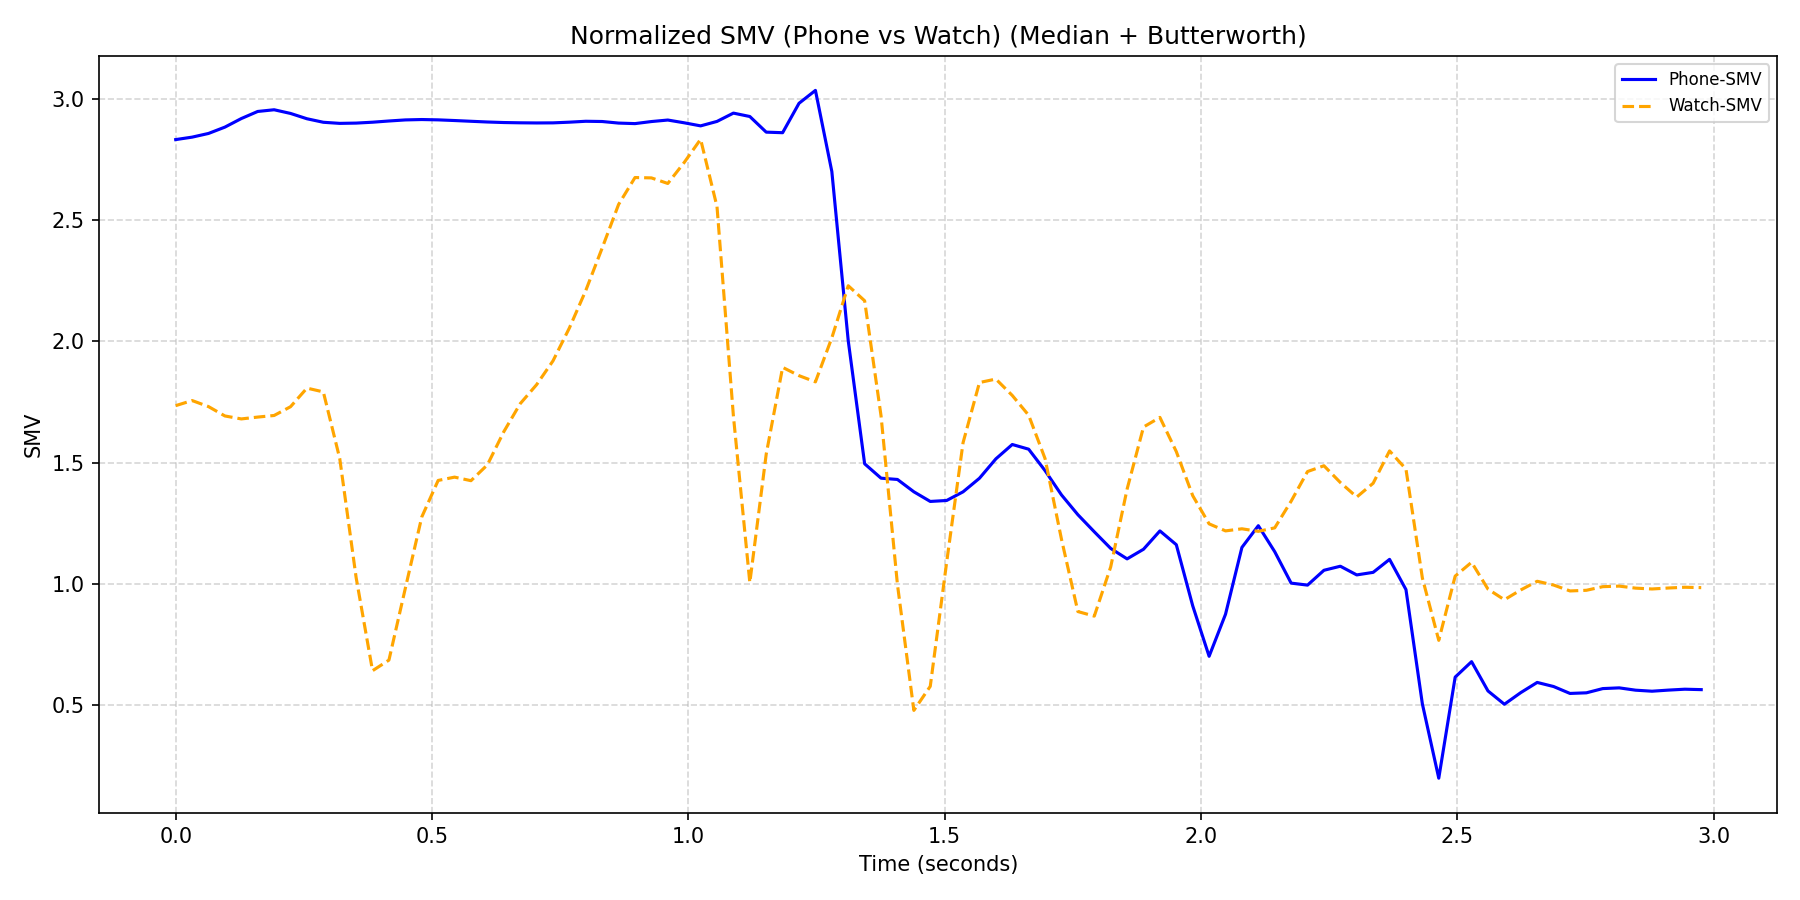 Normalized SMV (Phone vs Watch) (Median + Butterworth)
Phone-SMV
Watch-SMV
3.0
2.5
2.0
1.5
1.0
0.5
SMV
0.0 0.5 1.0 1.5 2.0 2.5 3.0
Time (seconds)